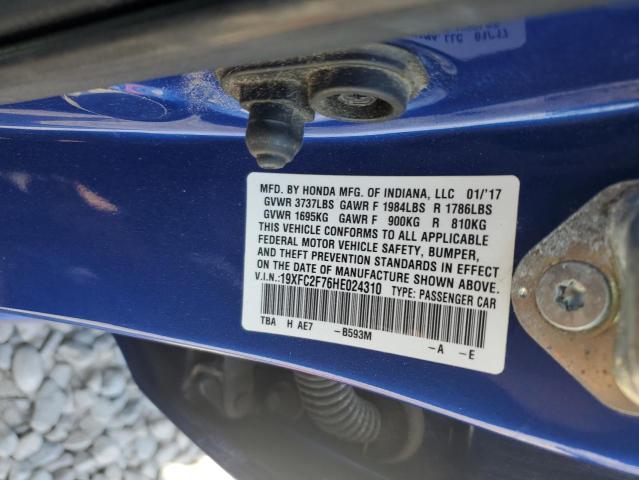 MFD. BY HONDA MFG. OF INDIANA, LLC 01/'17
GVWR 3737LBS GAWR F 1984LBS R 1786LBS
GVWR 1695KG GAWR F 900KG R 810KG
THIS VEHICLE CONFORMS TO ALL APPLICABLE
FEDERAL MOTOR VEHICLE SAFETY, BUMPER,
AND THEFT PREVENTION STANDARDS IN EFFECT
ON THE DATE OF MANUFACTURE SHOWN ABOVE.
V.I.N.:19XFC2F76HE024310 TYPE: PASSENGER CAR
TBA H AE7 –B593M –A –E